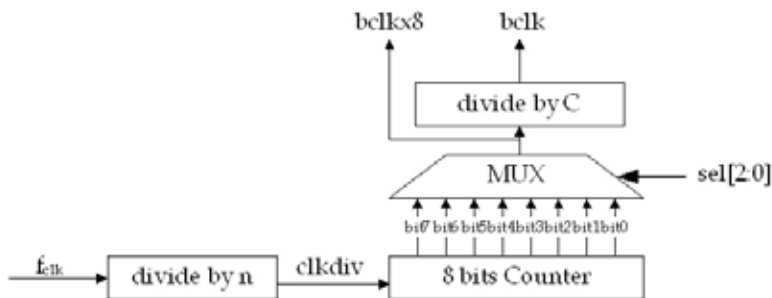 bclkx8 bclk
divide by C
MUX
sel[2:0]
bit7 bit6 bit5 bit4 bit3 bit2 bit1 bit0
fclk
divide by n
clkdiv
8 bits Counter